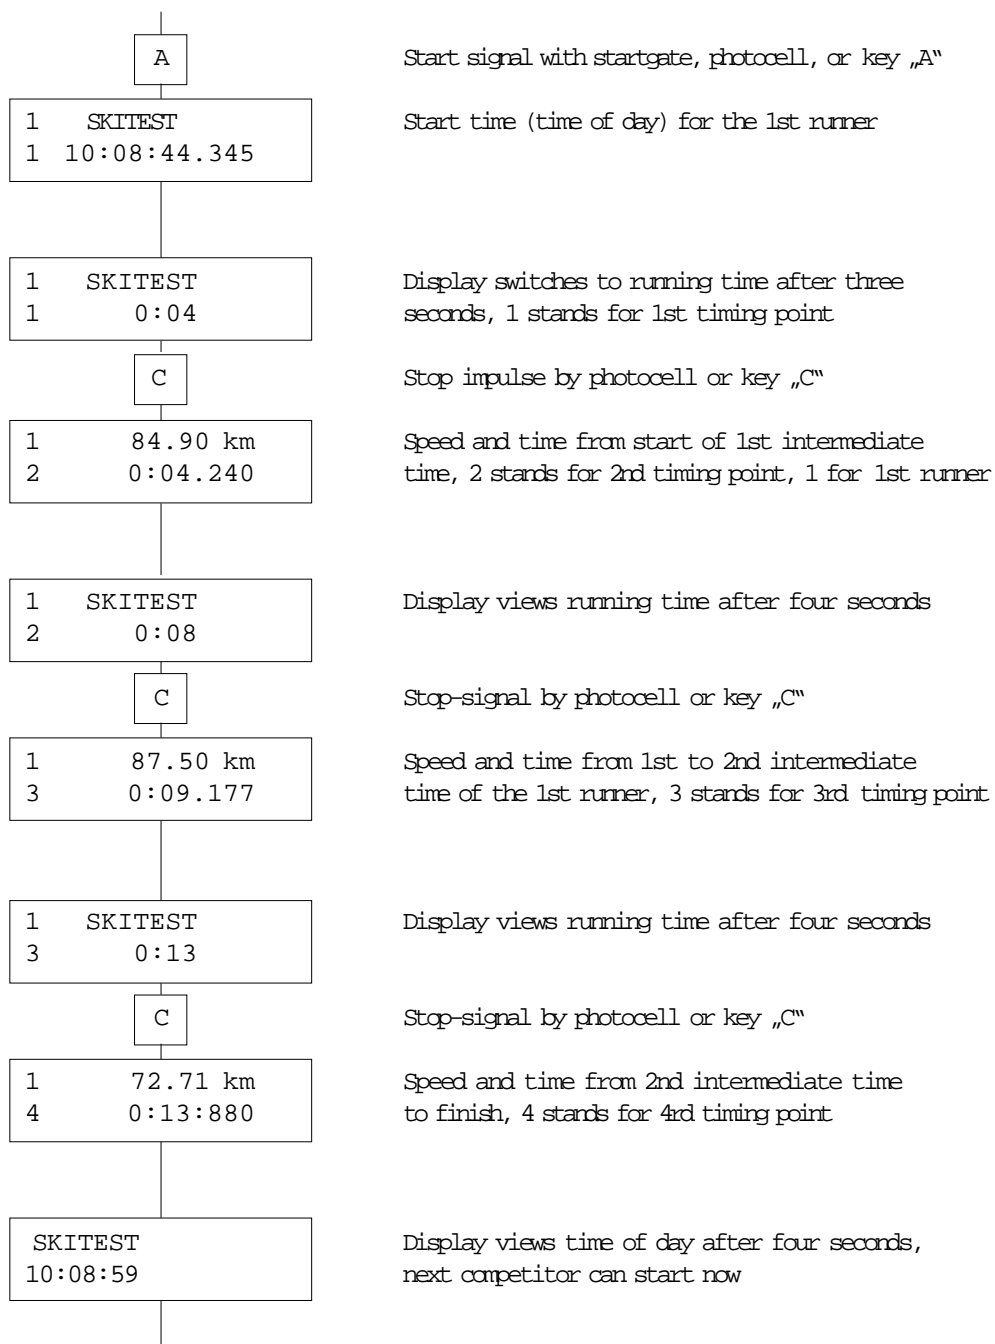 A
Start signal with startgate, photocell, or key „A“
1 SKITEST
1 10:08:44.345
Start time (time of day) for the 1st runner
1 SKITEST
1 0:04
Display switches to running time after three
seconds, 1 stands for 1st timing point
C
Stop impulse by photocell or key „C“
1 84.90 km
2 0:04.240
Speed and time from start of 1st intermediate
time, 2 stands for 2nd timing point, 1 for 1st runner
1 SKITEST
2 0:08
Display views running time after four seconds
C
Stop-signal by photocell or key „C“
1 87.50 km
3 0:09.177
Speed and time from 1st to 2nd intermediate
time of the 1st runner, 3 stands for 3rd timing point
1 SKITEST
3 0:13
Display views running time after four seconds
C
Stop-signal by photocell or key „C“
1 72.71 km
4 0:13:880
Speed and time from 2nd intermediate time
to finish, 4 stands for 4rd timing point
SKITEST
10:08:59
Display views time of day after four seconds,
next competitor can start now